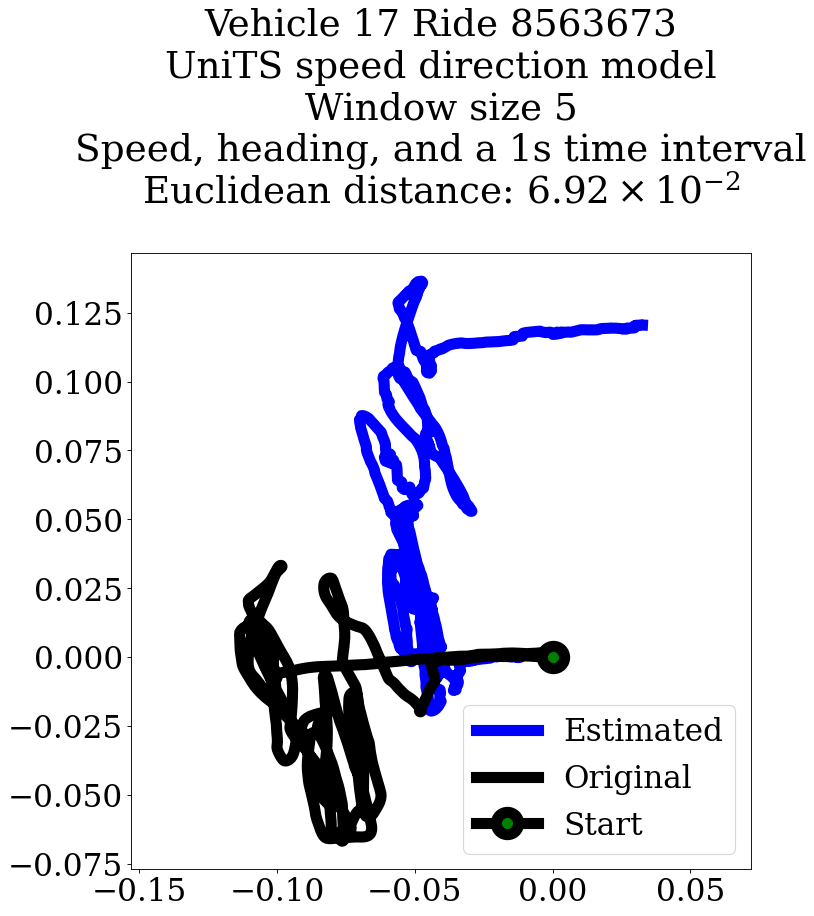 Vehicle 17 Ride 8563673
UniTS speed direction model
Window size 5
Speed, heading, and a 1s time interval
Euclidean distance: 6.92 × 10⁻²
0.125
0.100
0.075
0.050
0.025
0.000
−0.025
−0.050
−0.075
Estimated
Original
Start
−0.15
−0.10
−0.05
0.00
0.05